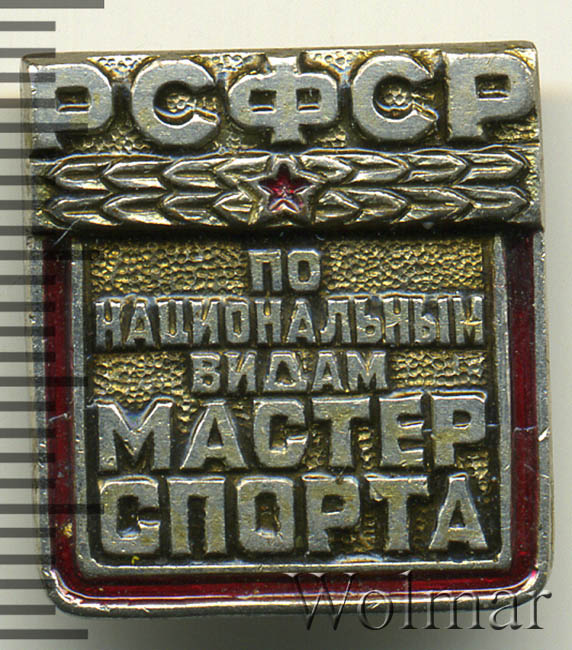 РСФСР
ПО
НАЦИОНАЛЬНЫМ
ВИДАМ
МАСТЕР
СПОРТА
Wolmar